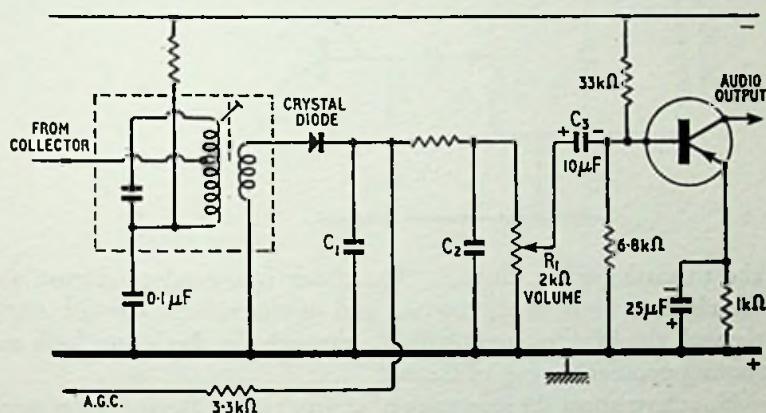 −
33kΩ
AUDIO
OUTPUT
CRYSTAL
DIODE
FROM
COLLECTOR
+ C₃ −
10μF
C₁
C₂
R₁
2kΩ
VOLUME
6·8kΩ
0·1μF
−
25μF
+
1kΩ
+
A.G.C.
3·3kΩ